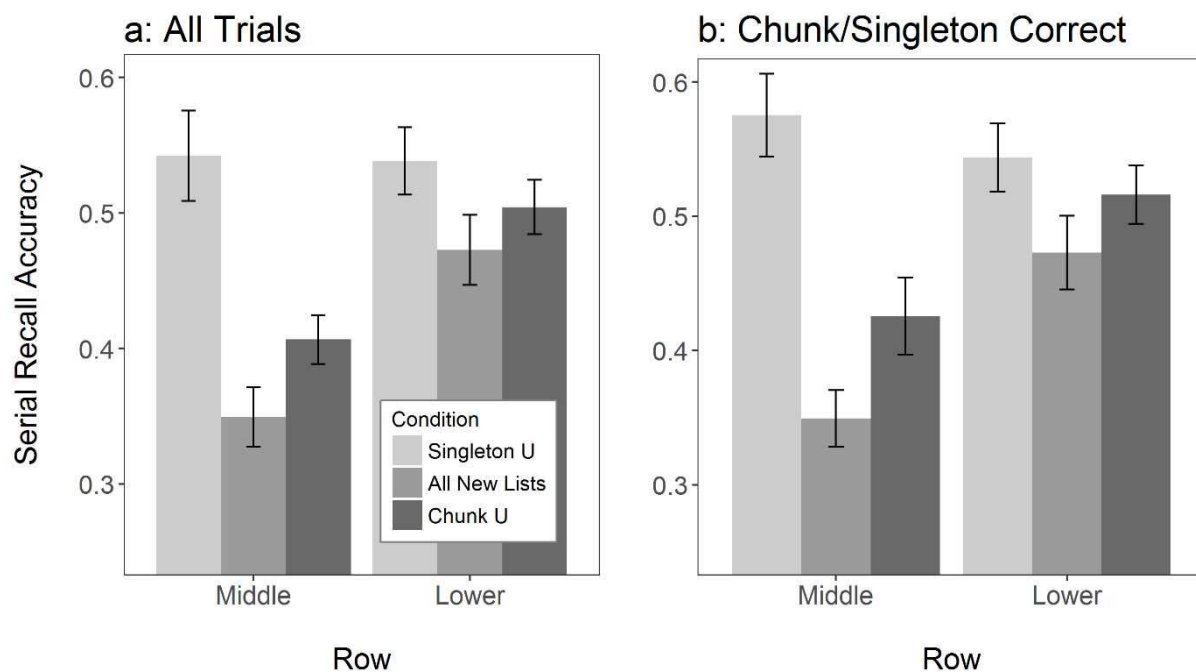 a: All Trials
b: Chunk/Singleton Correct
Serial Recall Accuracy
0.6
0.5
0.4
0.3
Condition
Singleton U
All New Lists
Chunk U
Middle
Lower
Row
0.6
0.5
0.4
0.3
Middle
Lower
Row